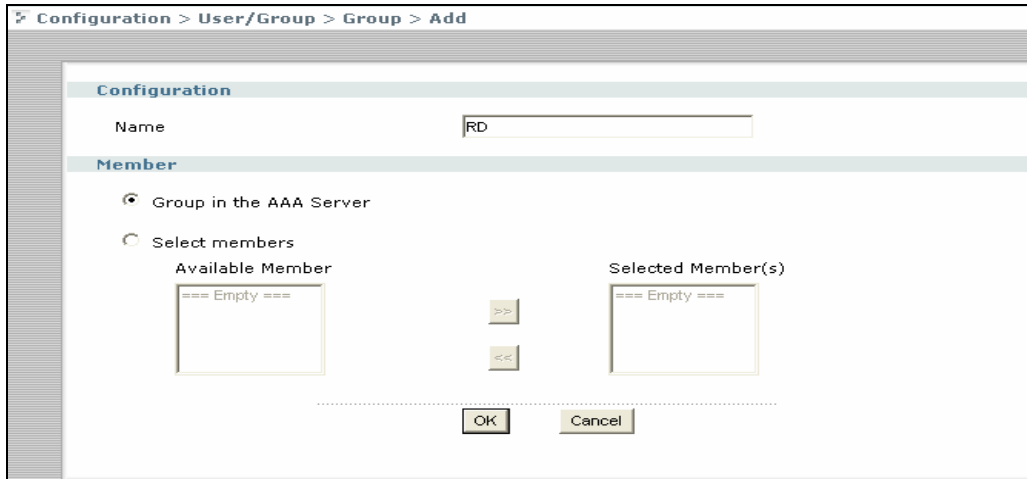 Configuration > User/Group > Group > Add
Configuration
Name RD
Member
Group in the AAA Server
Select members
Available Member Selected Member(s)
=== Empty === === Empty ===
>>
<<
OK Cancel